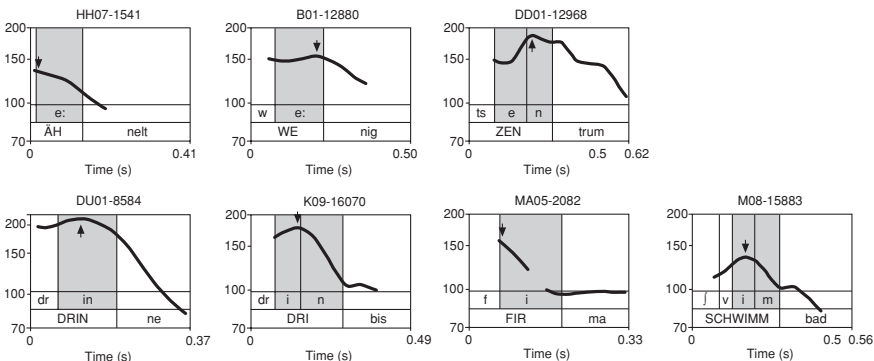 HH07-1541
200
150
100
70
e:
ÄH nelt
0 0.41
Time (s)
B01-12880
200
150
100
70
w e:
WE nig
0 0.50
Time (s)
DD01-12968
200
150
100
70
ts e n
ZEN trum
0 0.5 0.62
Time (s)
DU01-8584
200
150
100
70
dr in
DRIN ne
0 0.37
Time (s)
K09-16070
200
150
100
70
dr i n
DRI bis
0 0.49
Time (s)
MA05-2082
200
150
100
70
f i
FIR ma
0 0.33
Time (s)
M08-15883
200
150
100
70
ʃ v i m
SCHWIMM bad
0 0.5 0.56
Time (s)